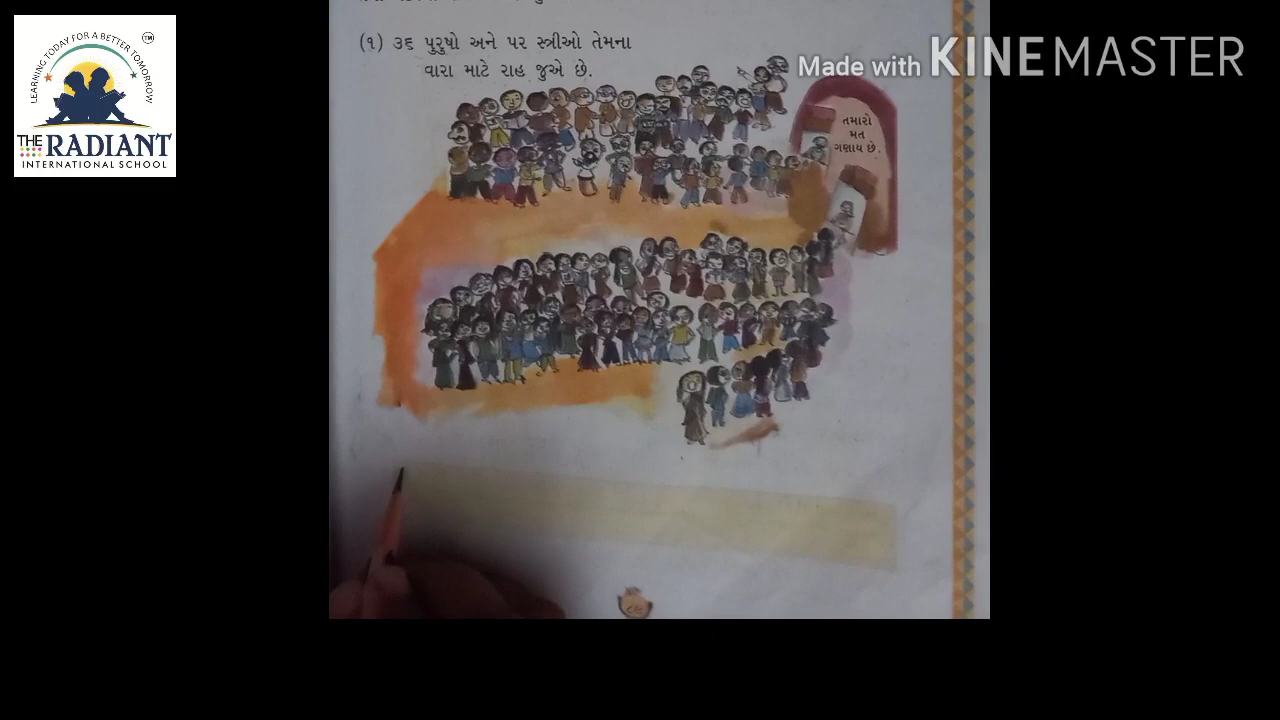 LEARNING TODAY FOR A BETTER TOMORROW
TM
THE RADIANT
INTERNATIONAL SCHOOL
Made with KINEMASTER
(૧) ૩૬ પુરુષો અને ૫૨ સ્ત્રીઓ તેમના
વારા માટે રાહ જુએ છે.
તમારો
મત
ગણાય છે.